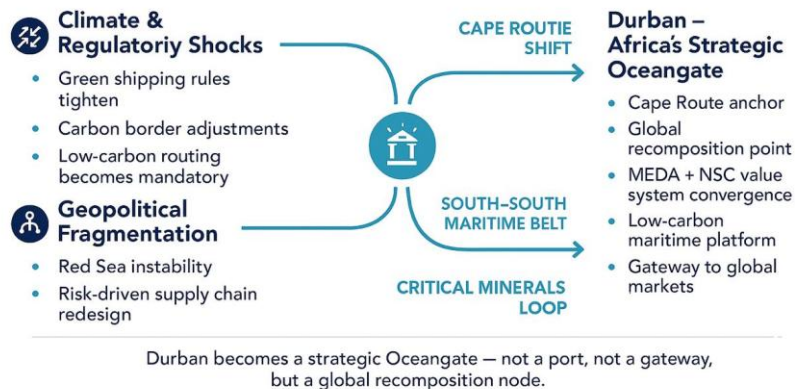 Climate &
Regulatoriy Shocks
• Green shipping rules
tighten
• Carbon border adjustments
• Low-carbon routing
becomes mandatory
Geopolitical
Fragmentation
• Red Sea instability
• Risk-driven supply chain
redesign
CAPE ROUTIE
SHIFT
SOUTH–SOUTH
MARITIME BELT
CRITICAL MINERALS
LOOP
Durban –
Africa's Strategic
Oceangate
• Cape Route anchor
• Global
recomposition point
• MEDA + NSC value
system convergence
• Low-carbon
maritime platform
• Gateway to global
markets
Durban becomes a strategic Oceangate — not a port, not a gateway,
but a global recomposition node.